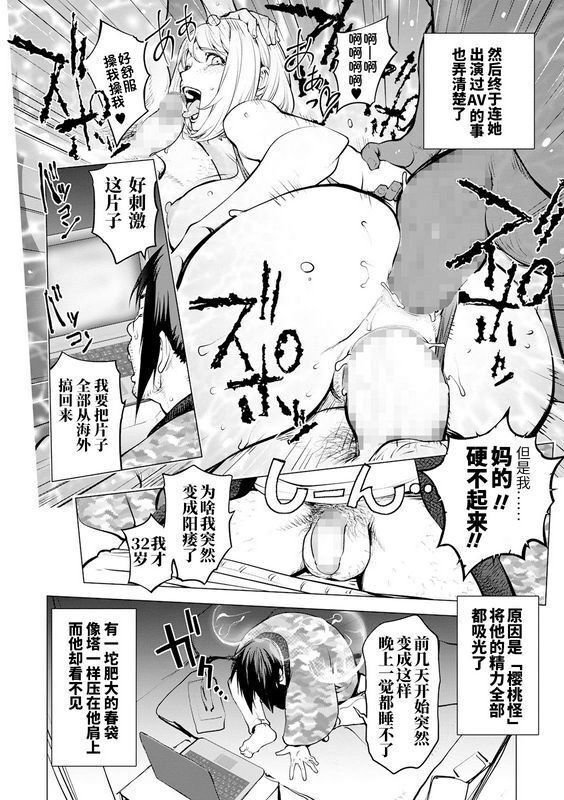 然后终于连她
出演过AV的事
也弄清楚了
啊—啊
啊啊啊啊
好舒服
操我操我♥
好刺激
这片子
我要把片子
全部从海外
搞回来
但是我……
妈的!!
硬不起来!!
为啥我突然
变成阳痿了
我才
32岁
しーん…
原因是「樱桃怪」
将他的精力全部
都吸光了
前几天开始突然
变成这样
晚上一觉都睡不了
有一坨肥大的春袋
像塔一样压在他肩上
而他却看不见